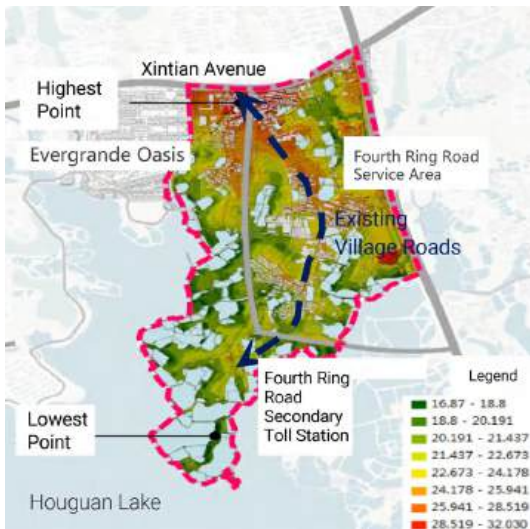 Xintian Avenue
Highest
Point
Evergrande Oasis
Fourth Ring Road
Service Area
Existing
Village Roads
Fourth Ring
Road
Secondary
Toll Station
Lowest
Point
Houguan Lake
Legend
16.87 - 18.8
18.8 - 20.191
20.191 - 21.437
21.437 - 22.673
22.673 - 24.178
24.178 - 25.941
25.941 - 28.519
28.519 - 32.030